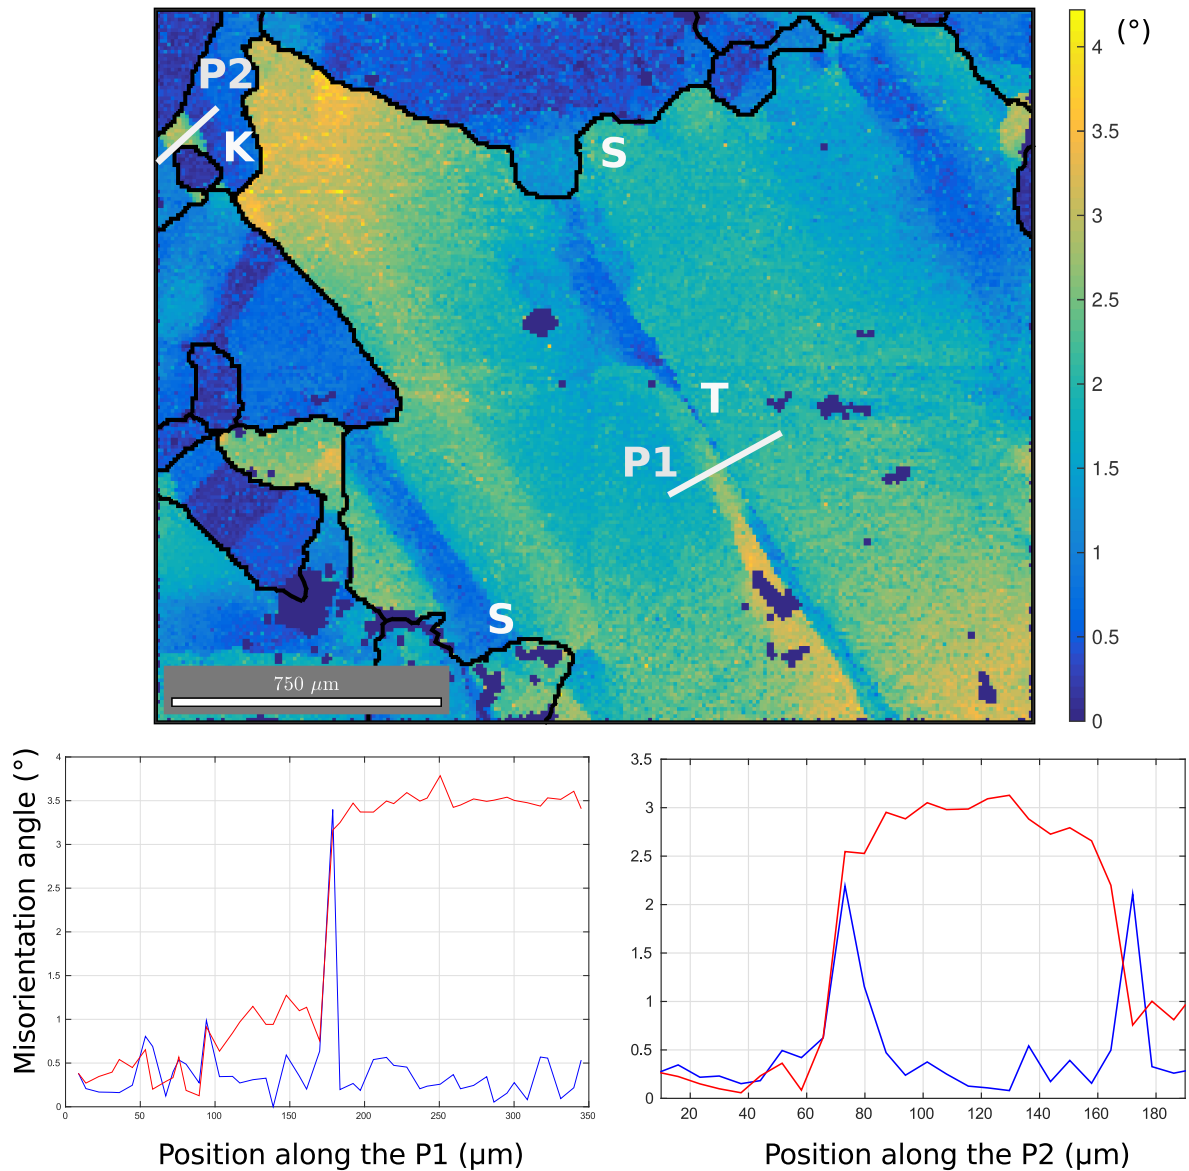 (°)
4
3.5
3
2.5
2
1.5
1
0.5
0
P2
K
S
T
P1
S
750 μm
Misorientation angle (°)
4
3.5
3
2.5
2
1.5
1
0.5
0
0 50 100 150 200 250 300 350
Position along the P1 (μm)
3.5
3
2.5
2
1.5
1
0.5
0
20 40 60 80 100 120 140 160 180
Position along the P2 (μm)